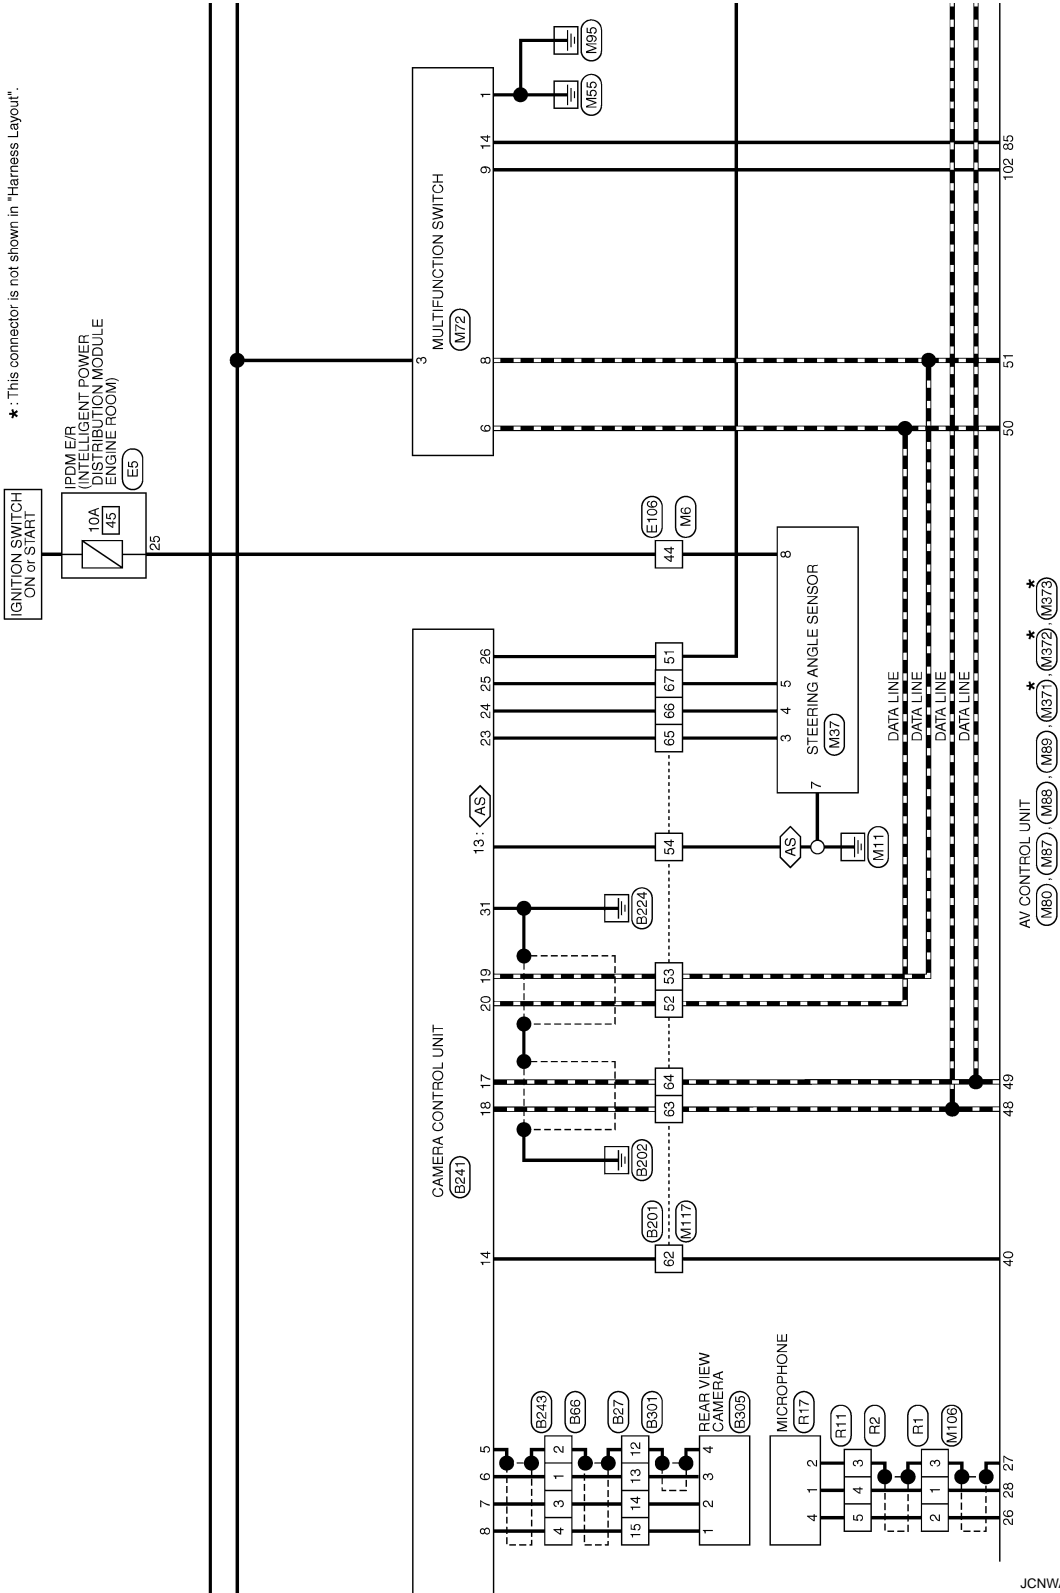 *: This connector is not shown in "Harness Layout".
IGNITION SWITCH
ON or START
IPDM E/R
(INTELLIGENT POWER
DISTRIBUTION MODULE
ENGINE ROOM)
E5
10A
45
25
MULTIFUNCTION SWITCH
M72
3
6
8
9
14
1
M55
M95
E106
M6
44
8
STEERING ANGLE SENSOR
M37
3
4
5
7
CAMERA CONTROL UNIT
B241
8
7
6
5
14
18
17
20
19
31
13 : AS
23
24
25
26
B243
B66
4
3
1
2
B27
B301
15
14
13
12
REAR VIEW
CAMERA
B305
1
2
3
4
MICROPHONE
R17
4
1
2
R11
R2
5
4
3
R1
M106
2
1
3
B201
M117
62
63
64
52
53
54
65
66
67
51
B202
B224
AS
M11
DATA LINE
DATA LINE
DATA LINE
DATA LINE
26
28
27
40
48
49
50
51
102
85
AV CONTROL UNIT
M80 , M87 , M88 , M89 , M371* , M372* , M373*
JCNW